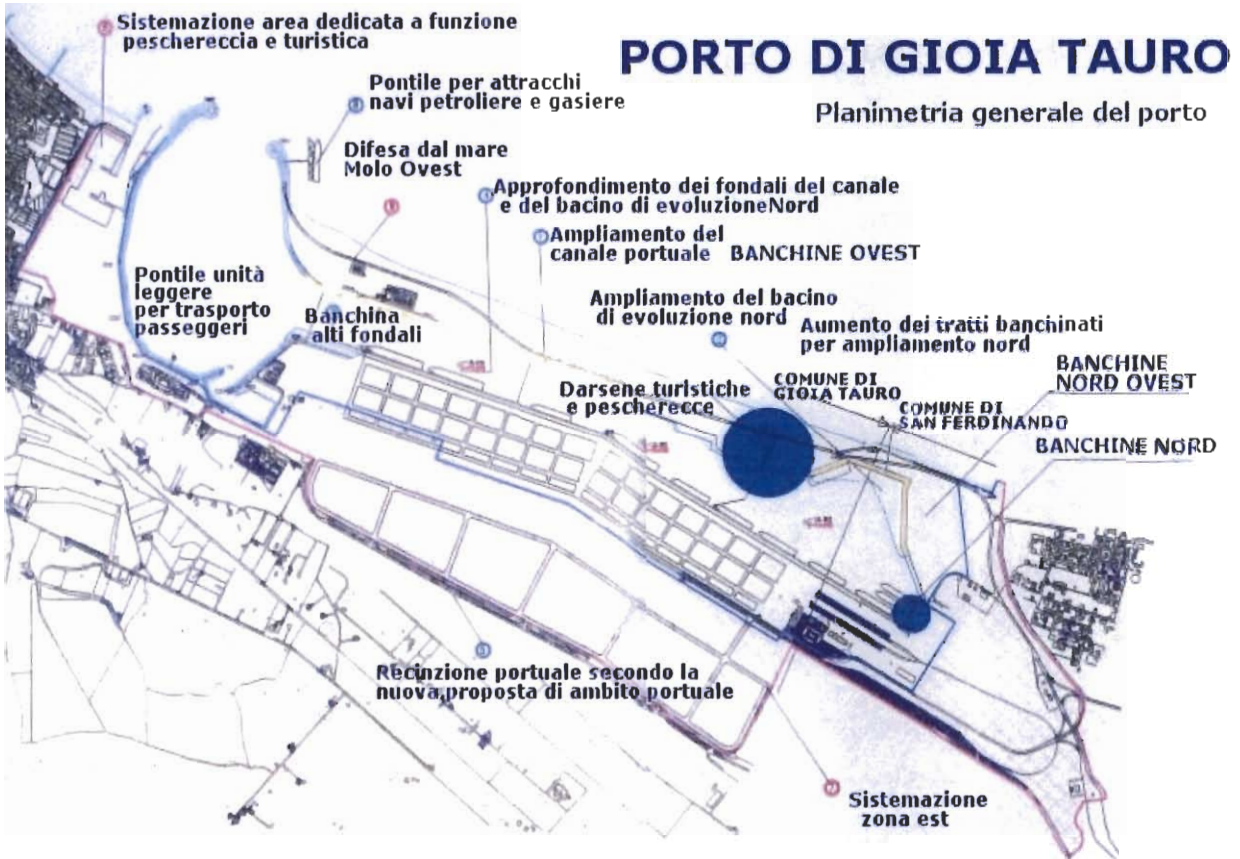 PORTO DI GIOIA TAURO
Planimetria generale del porto
Sistemazione area dedicata a funzione
peschereccia e turistica
Pontile per attracchi
navi petroliere e gasiere
Difesa dal mare
Molo Ovest
Approfondimento dei fondali del canale
e del bacino di evoluzioneNord
Ampliamento del
canale portuale
BANCHINE OVEST
Pontile unità
leggere
per trasporto
passeggeri
Banchina
alti fondali
Ampliamento del bacino
di evoluzione nord
Aumento dei tratti banchinati
per ampliamento nord
BANCHINE
NORD OVEST
Darsene turistiche
e pescherecce
COMUNE DI
GIOIA TAURO
COMUNE DI
SAN FERDINANDO
BANCHINE NORD
Recinzione portuale secondo la
nuova proposta di ambito portuale
Sistemazione
zona est